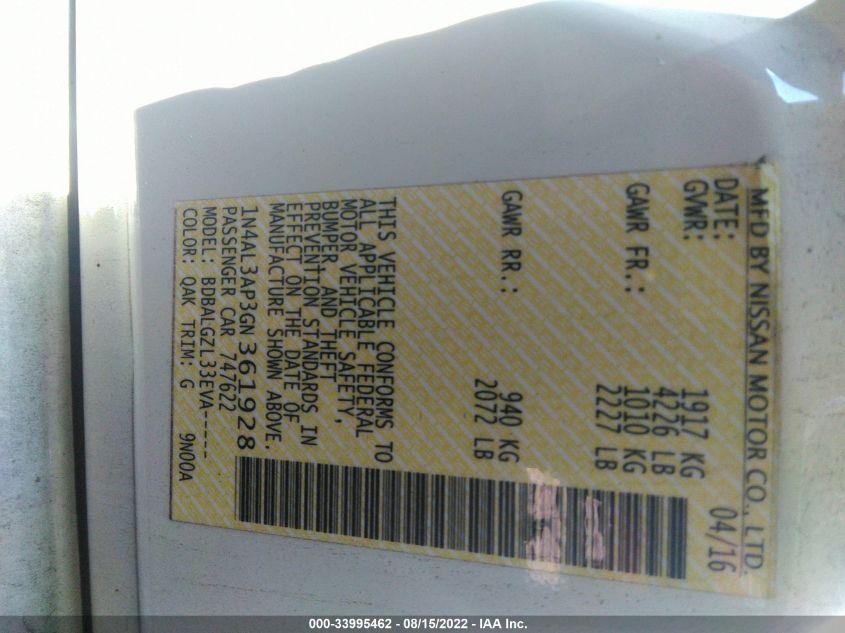 MFD BY NISSAN MOTOR CO., LTD.
DATE: 04/16
GVWR: 1917 KG
4226 LB
GAWR FR.: 1010 KG
2227 LB
GAWR RR.: 940 KG
2072 LB
THIS VEHICLE CONFORMS TO
ALL APPLICABLE FEDERAL
MOTOR VEHICLE SAFETY,
BUMPER AND THEFT
PREVENTION STANDARDS IN
EFFECT ON THE DATE OF
MANUFACTURE SHOWN ABOVE.
1N4AL3AP3GN361928
PASSENGER CAR 747622
MODEL: BDBALGZL33EVA-----
COLOR: QAK TRIM: G 9N00A
000-33995462 - 08/15/2022 - IAA Inc.